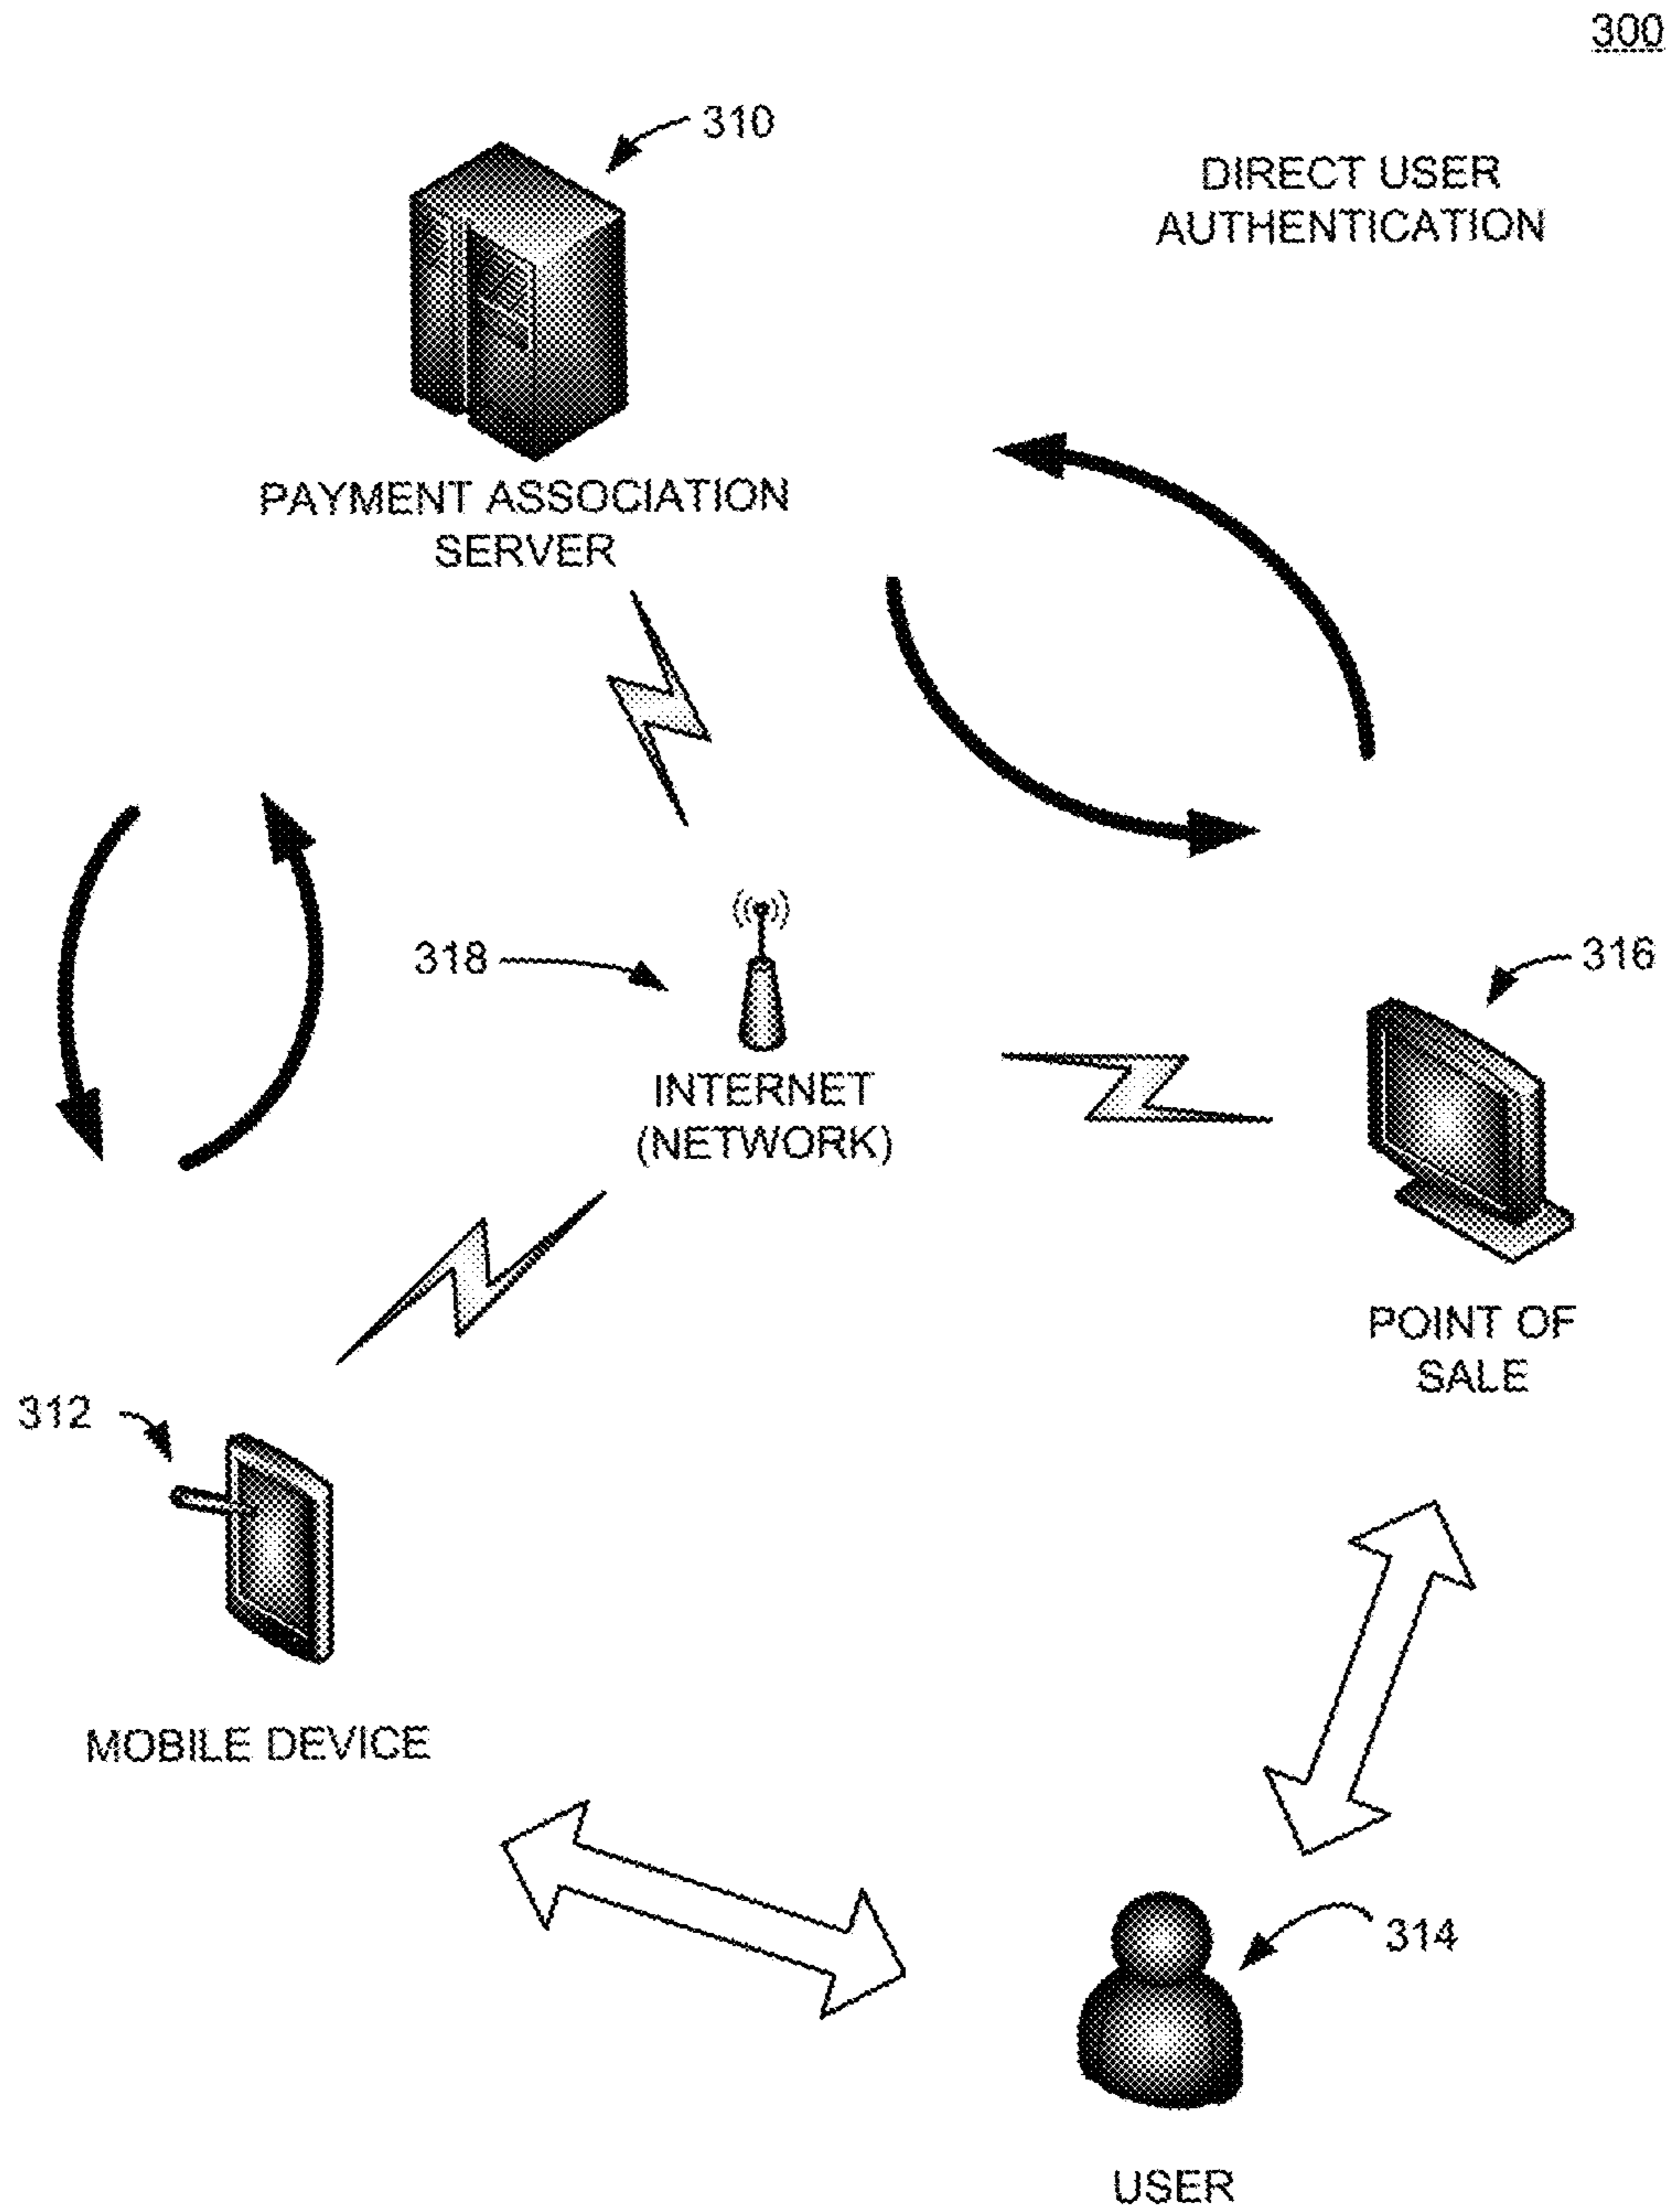 300
310
DIRECT USER
AUTHENTICATION
PAYMENT ASSOCIATION
SERVER
318
316
INTERNET
(NETWORK)
POINT OF
SALE
312
MOBILE DEVICE
314
USER